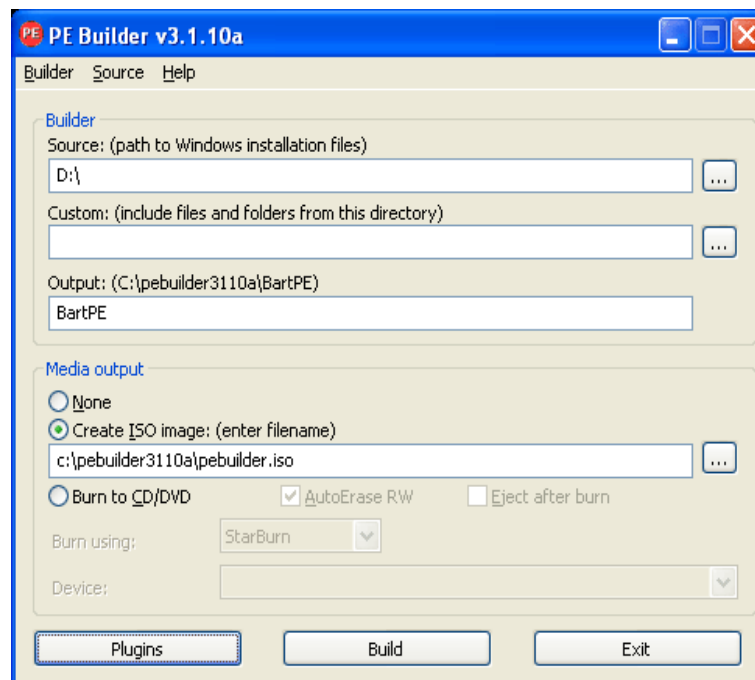 PE PE Builder v3.1.10a
Builder Source Help
Builder
Source: (path to Windows installation files)
D:\
...
Custom: (include files and folders from this directory)
...
Output: (C:\pebuilder3110a\BartPE)
BartPE
Media output
None
Create ISO image: (enter filename)
c:\pebuilder3110a\pebuilder.iso
...
Burn to CD/DVD AutoErase RW Eject after burn
Burn using: StarBurn
Device:
Plugins Build Exit